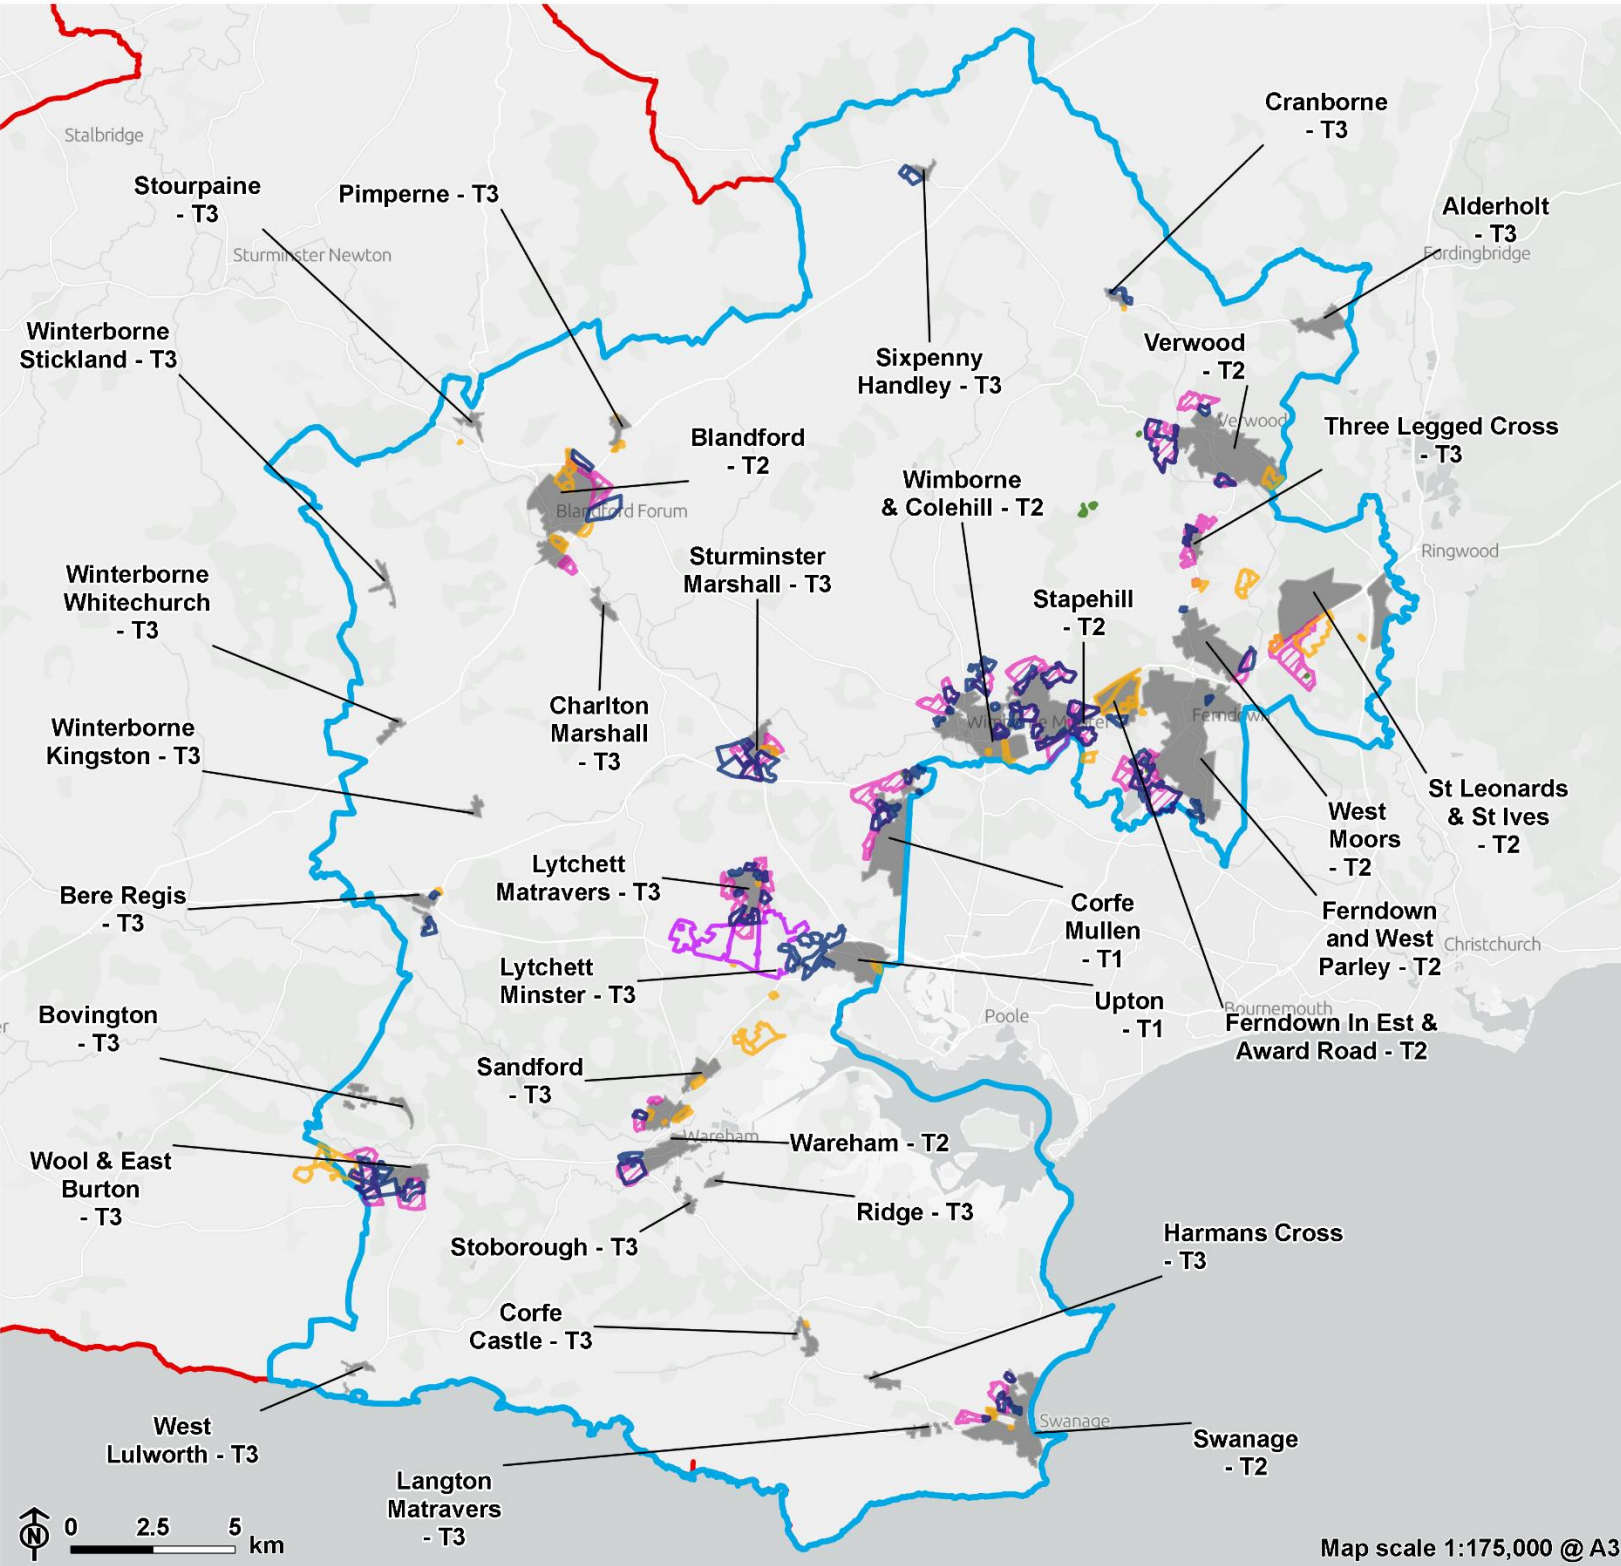 Cranborne
- T3
Stalbridge
Stourpaine
- T3
Pimperne - T3
Alderholt
- T3
Fordingbridge
Sturminster Newton
Winterborne
Stickland - T3
Sixpenny
Handley - T3
Verwood
- T2
Verwood
Three Legged Cross
- T3
Blandford
- T2
Wimborne
& Colehill - T2
Blandford Forum
Ringwood
Sturminster
Marshall - T3
Winterborne
Whitechurch
- T3
Stapehill
- T2
Charlton
Marshall
- T3
Wimborne Minster
Ferndown
Winterborne
Kingston - T3
St Leonards
& St Ives
- T2
West
Moors
- T2
Lytchett
Matravers - T3
Bere Regis
- T3
Corfe
Mullen
- T1
Ferndown
and West
Parley - T2
Christchurch
Lytchett
Minster - T3
Upton
- T1
Bournemouth
Poole
Ferndown In Est &
Award Road - T2
Bovington
- T3
er
Sandford
- T3
Wareham
Wareham - T2
Wool & East
Burton
- T3
Ridge - T3
Stoborough - T3
Harmans Cross
- T3
Corfe
Castle - T3
Swanage
Swanage
- T2
West
Lulworth - T3
Langton
Matravers
- T3
N
0 2.5 5
km
Map scale 1:175,000 @ A3